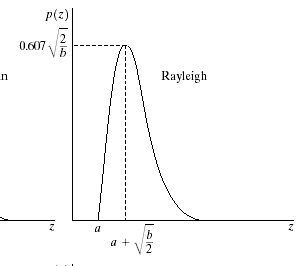 p(z)
0.607 √(2/b)
n
Rayleigh
z
a
z
a + √(b/2)